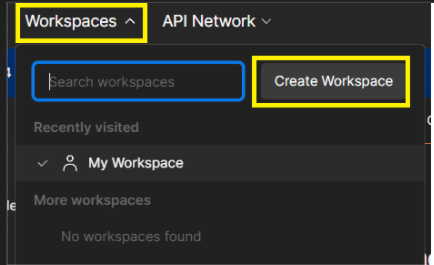 Workspaces API Network
Search workspaces Create Workspace
Recently visited
My Workspace
More workspaces
No workspaces found